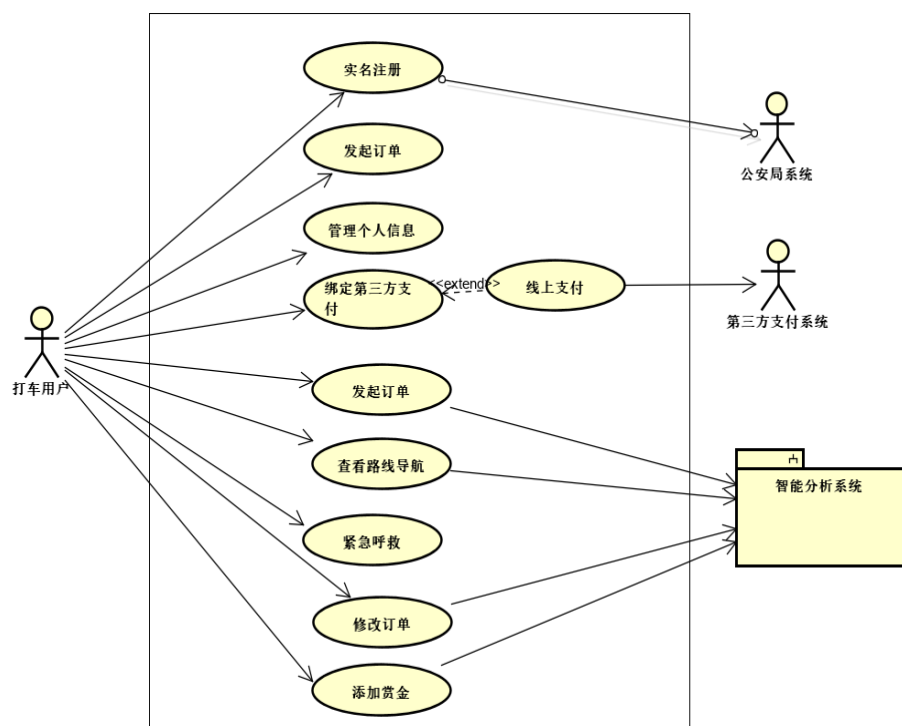 实名注册
公安局系统
发起订单
管理个人信息
绑定第三方支
付
<<extend>>
线上支付
第三方支付系统
打车用户
发起订单
查看路线导航
智能分析系统
紧急呼救
修改订单
添加赏金